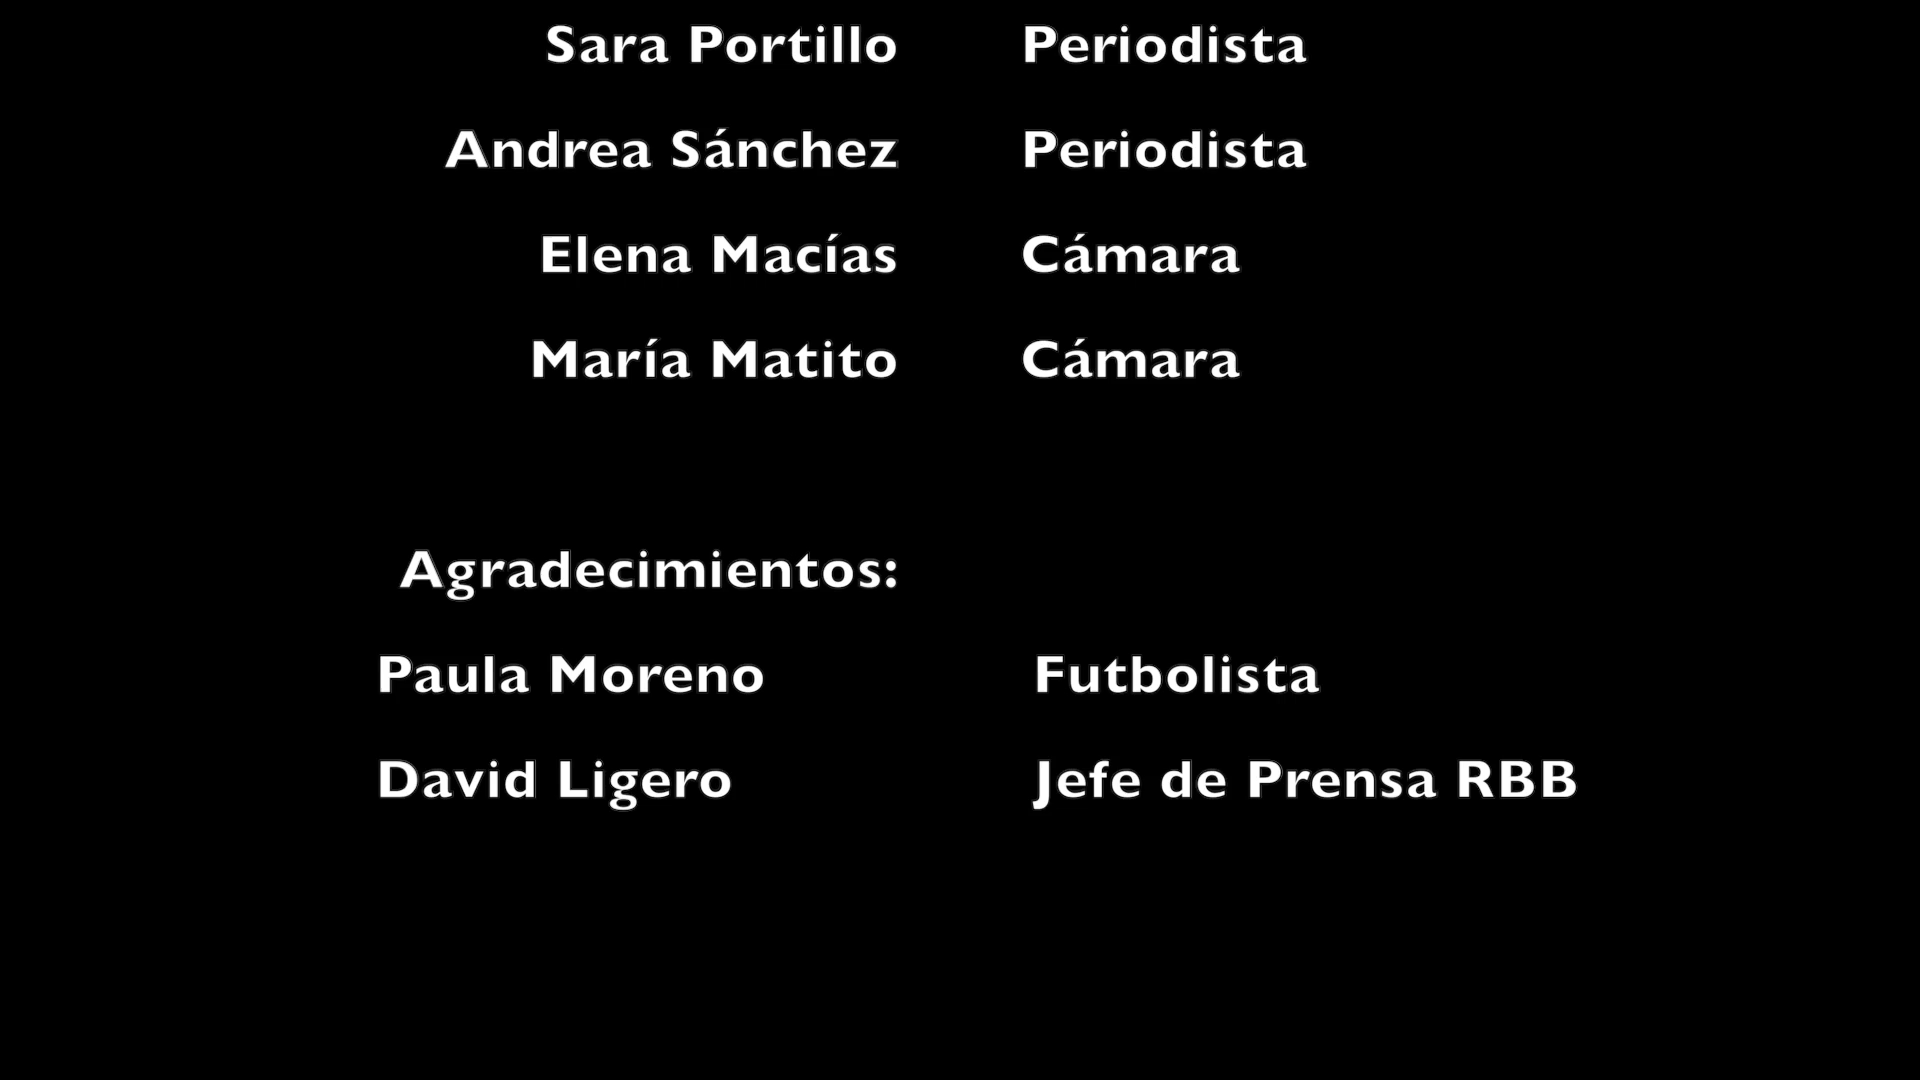 Sara Portillo Periodista
Andrea Sánchez Periodista
Elena Macías Cámara
María Matito Cámara
Agradecimientos:
Paula Moreno Futbolista
David Ligero Jefe de Prensa RBB